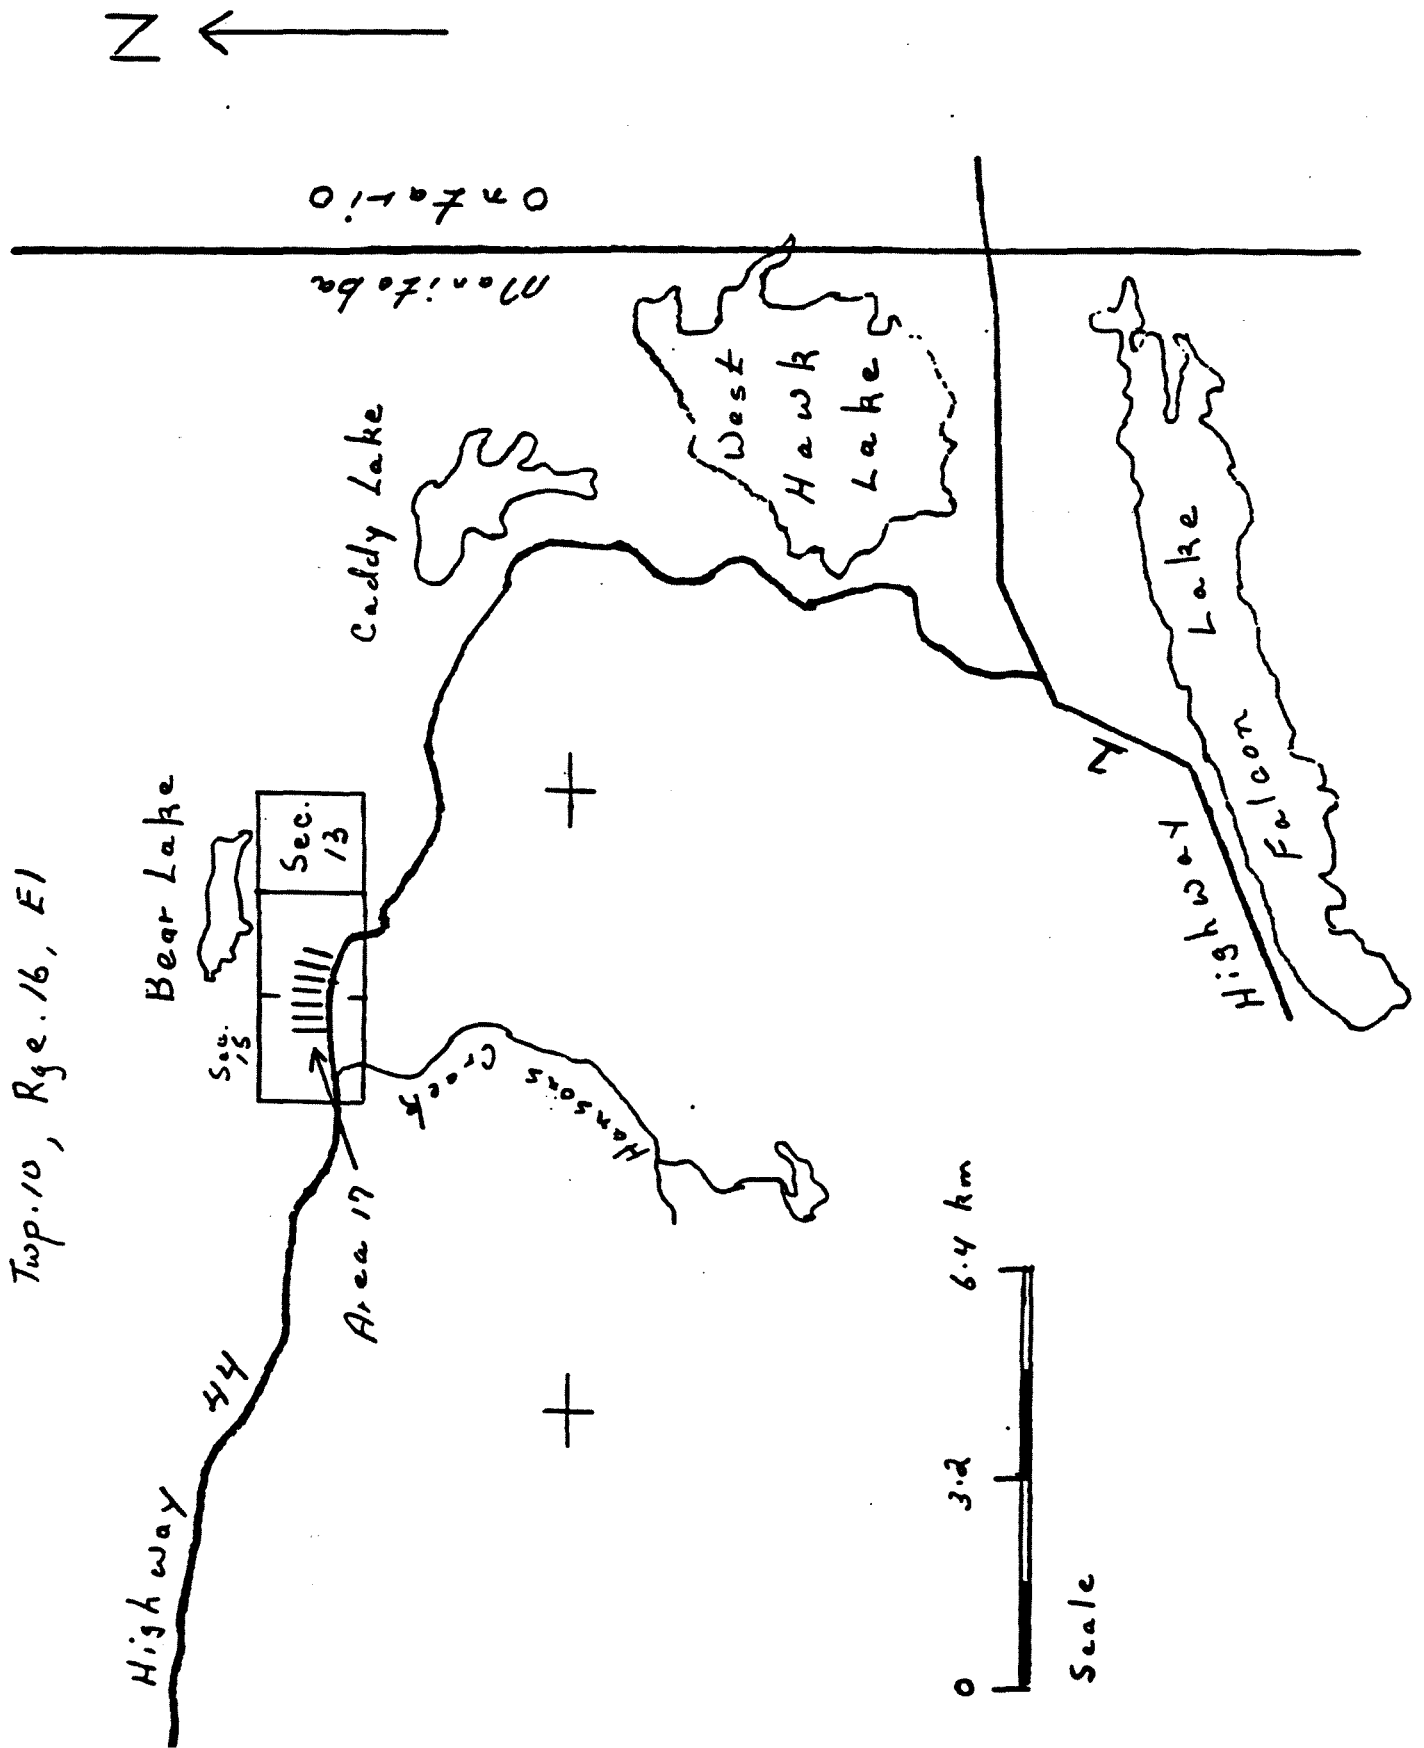 Twp. 10, Rge. 16, E1
N
Bear Lake
Sec. 15
Sec. 13
Caddy Lake
Manitoba
Ontario
Highway 44
Area 17
Hansons Creek
West
Hawk
Lake
Highway
Falcon Lake
0 3.2 6.4 km
Scale